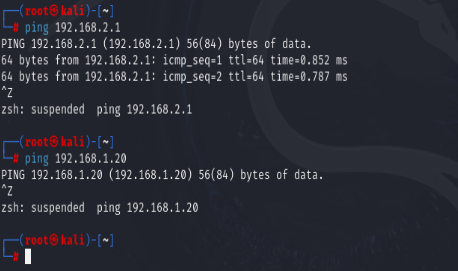 ┌──(root㉿kali)-[~]
└─# ping 192.168.2.1
PING 192.168.2.1 (192.168.2.1) 56(84) bytes of data.
64 bytes from 192.168.2.1: icmp_seq=1 ttl=64 time=0.852 ms
64 bytes from 192.168.2.1: icmp_seq=2 ttl=64 time=0.787 ms
^Z
zsh: suspended  ping 192.168.2.1
┌──(root㉿kali)-[~]
└─# ping 192.168.1.20
PING 192.168.1.20 (192.168.1.20) 56(84) bytes of data.
^Z
zsh: suspended  ping 192.168.1.20
┌──(root㉿kali)-[~]
└─#